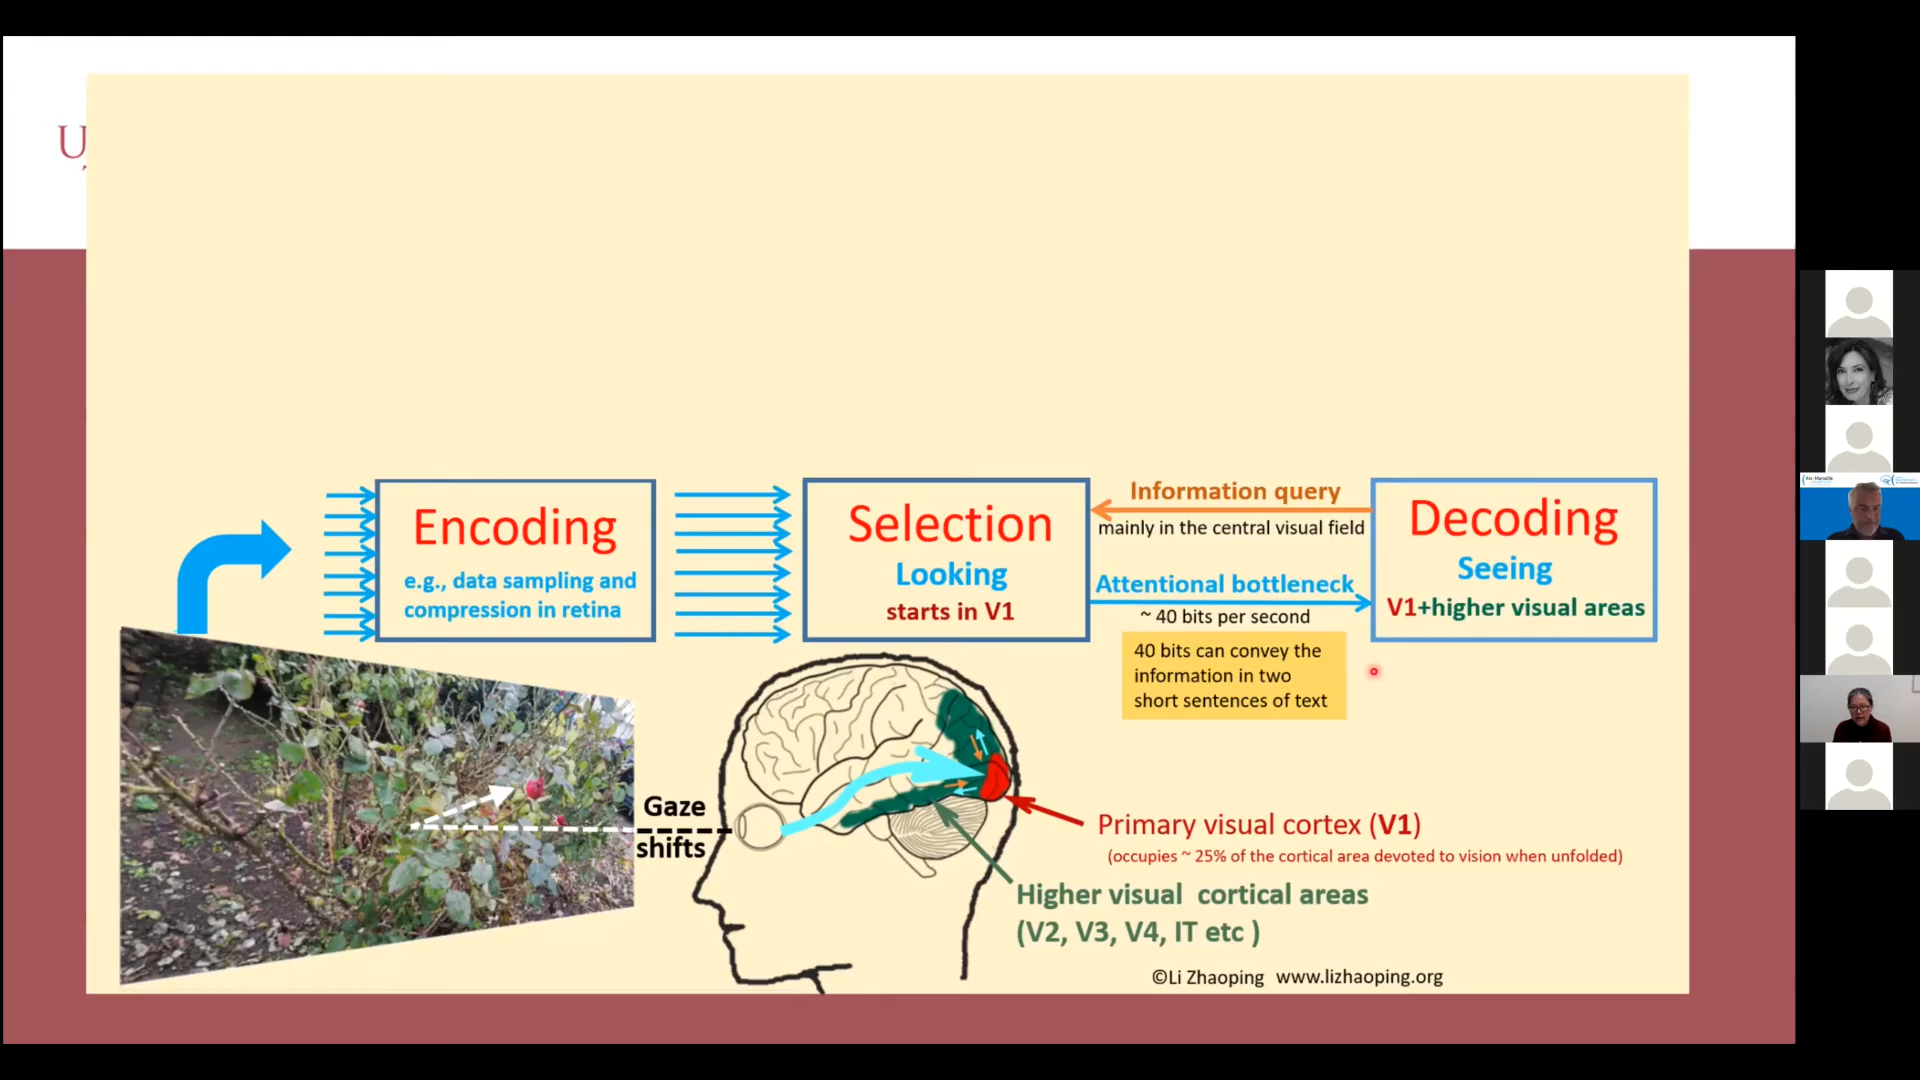 U
Encoding
e.g., data sampling and
compression in retina
Selection
Looking
starts in V1
Information query
mainly in the central visual field
Attentional bottleneck
~ 40 bits per second
40 bits can convey the
information in two
short sentences of text
Decoding
Seeing
V1+higher visual areas
Gaze
shifts
Primary visual cortex (V1)
(occupies ~ 25% of the cortical area devoted to vision when unfolded)
Higher visual cortical areas
(V2, V3, V4, IT etc )
©Li Zhaoping www.lizhaoping.org